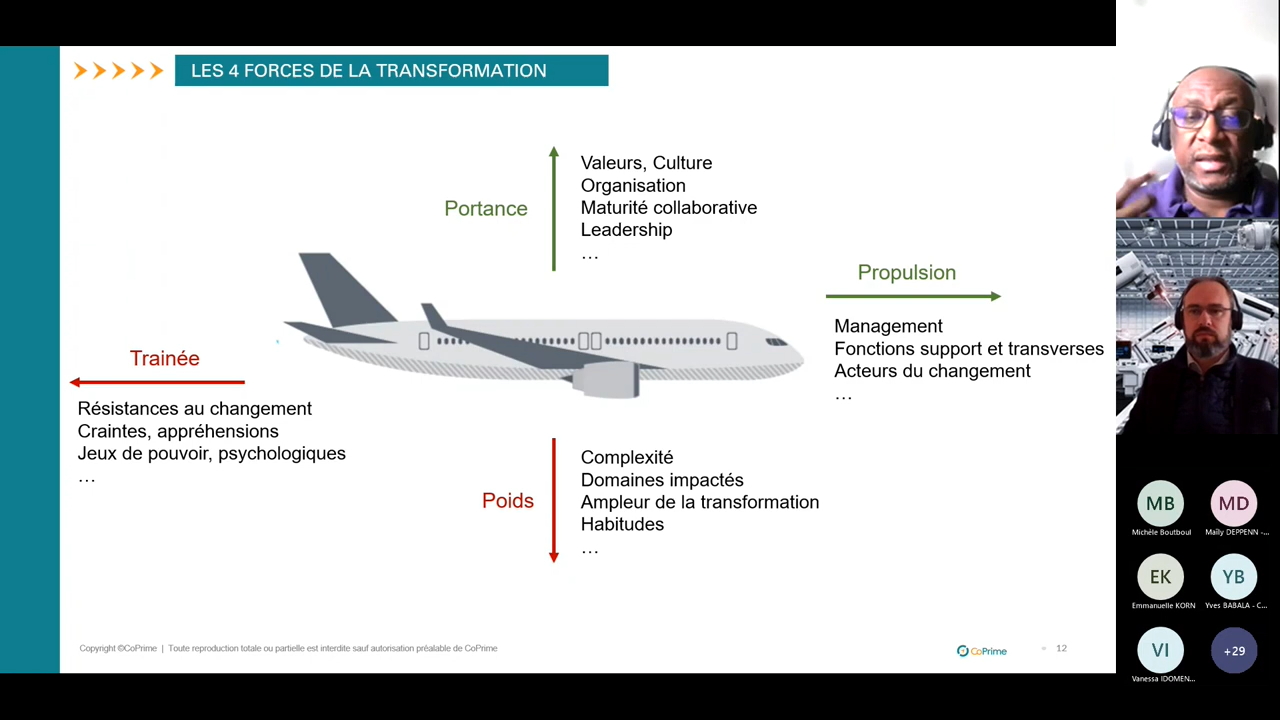 LES 4 FORCES DE LA TRANSFORMATION
Portance
Valeurs, Culture
Organisation
Maturité collaborative
Leadership
…
Propulsion
Management
Fonctions support et transverses
Acteurs du changement
…
Trainée
Résistances au changement
Craintes, appréhensions
Jeux de pouvoir, psychologiques
…
Poids
Complexité
Domaines impactés
Ampleur de la transformation
Habitudes
…
Copyright ©CoPrime | Toute reproduction totale ou partielle est interdite sauf autorisation préalable de CoPrime
CoPrime
12
MB
Michèle Boutboul
MD
Maïly DEPPENN -...
EK
Emmanuelle KORN
YB
Yves BABALA - C...
VI
Vanessa IDOMEN...
+29